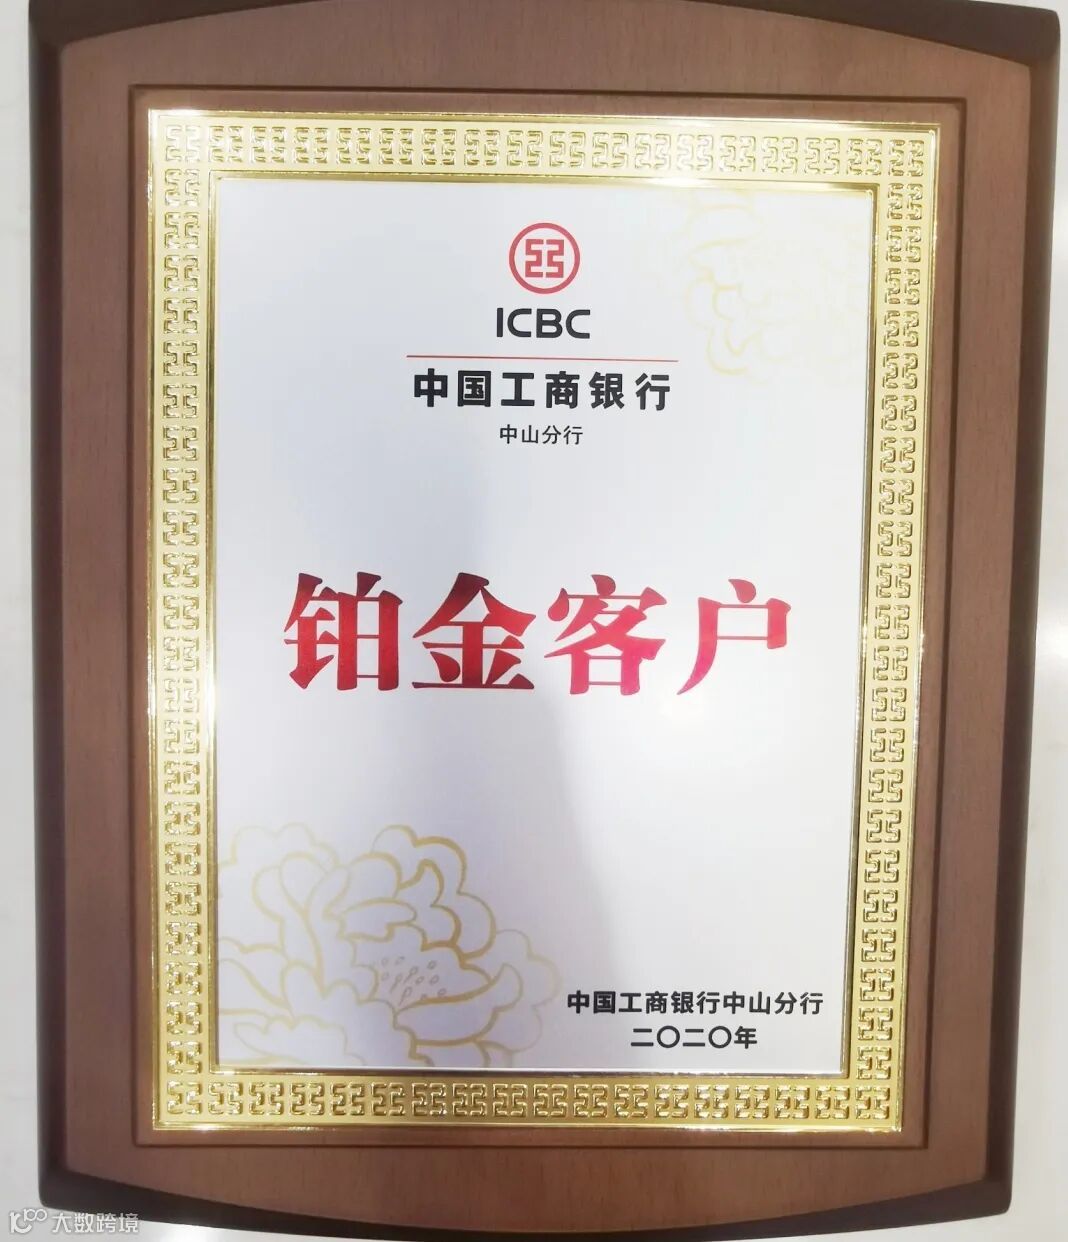 ICBC
中国工商银行
中山分行
铂金客户
中国工商银行中山分行
二〇二〇年
大数跨境